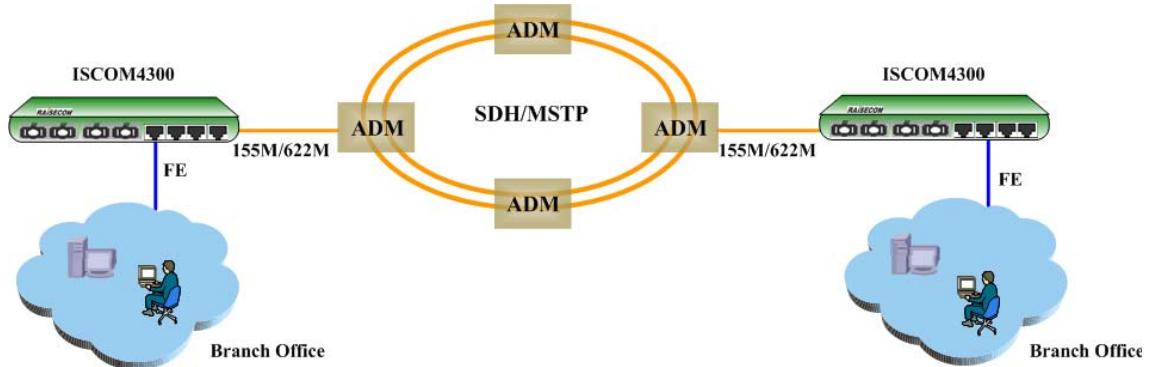 ADM
ISCOM4300
ISCOM4300
RAISECOM
RAISECOM
ADM
SDH/MSTP
ADM
155M/622M
155M/622M
FE
FE
ADM
Branch Office
Branch Office